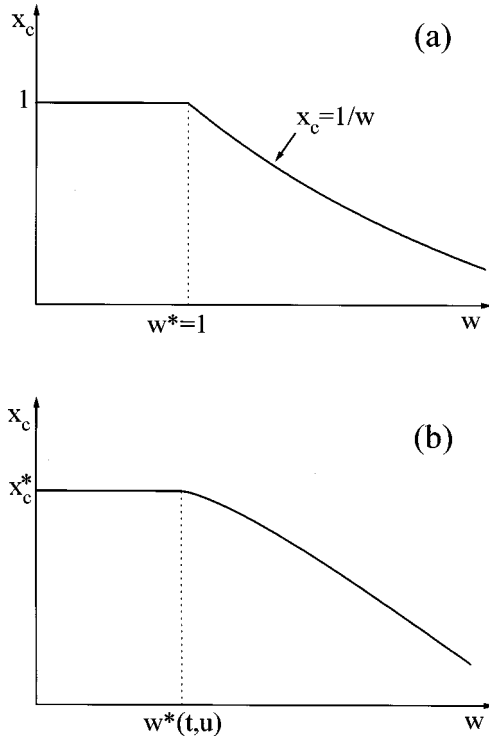 x_c
(a)
1
x_c=1/w
w*=1
w
x_c
(b)
x_c^*
w*(t,u)
w